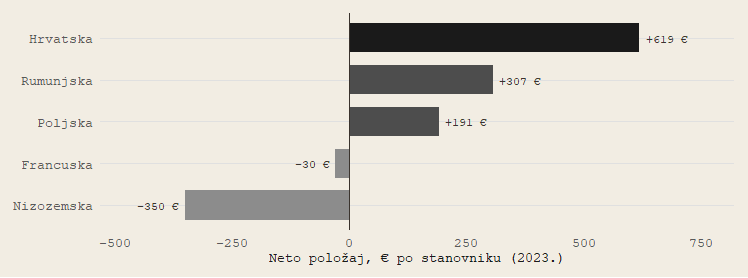 Hrvatska +619 €
Rumunjska +307 €
Poljska +191 €
Francuska −30 €
Nizozemska −350 €
−500 −250 0 250 500 750
Neto položaj, € po stanovniku (2023.)